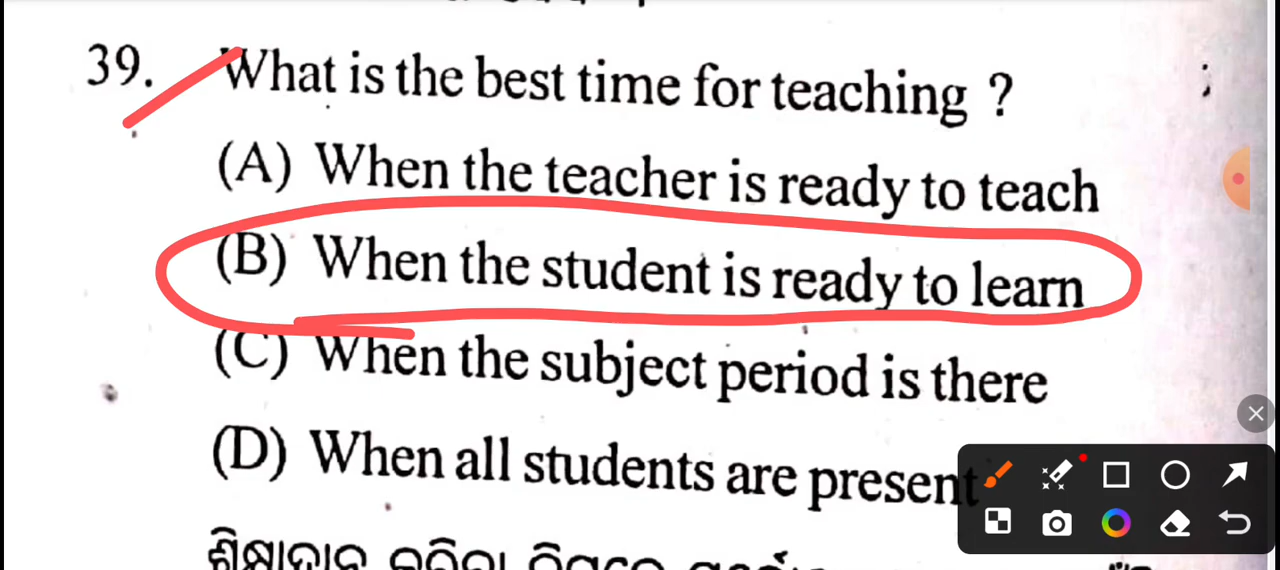 39. What is the best time for teaching ?
(A) When the teacher is ready to teach
(B) When the student is ready to learn
(C) When the subject period is there
(D) When all students are present